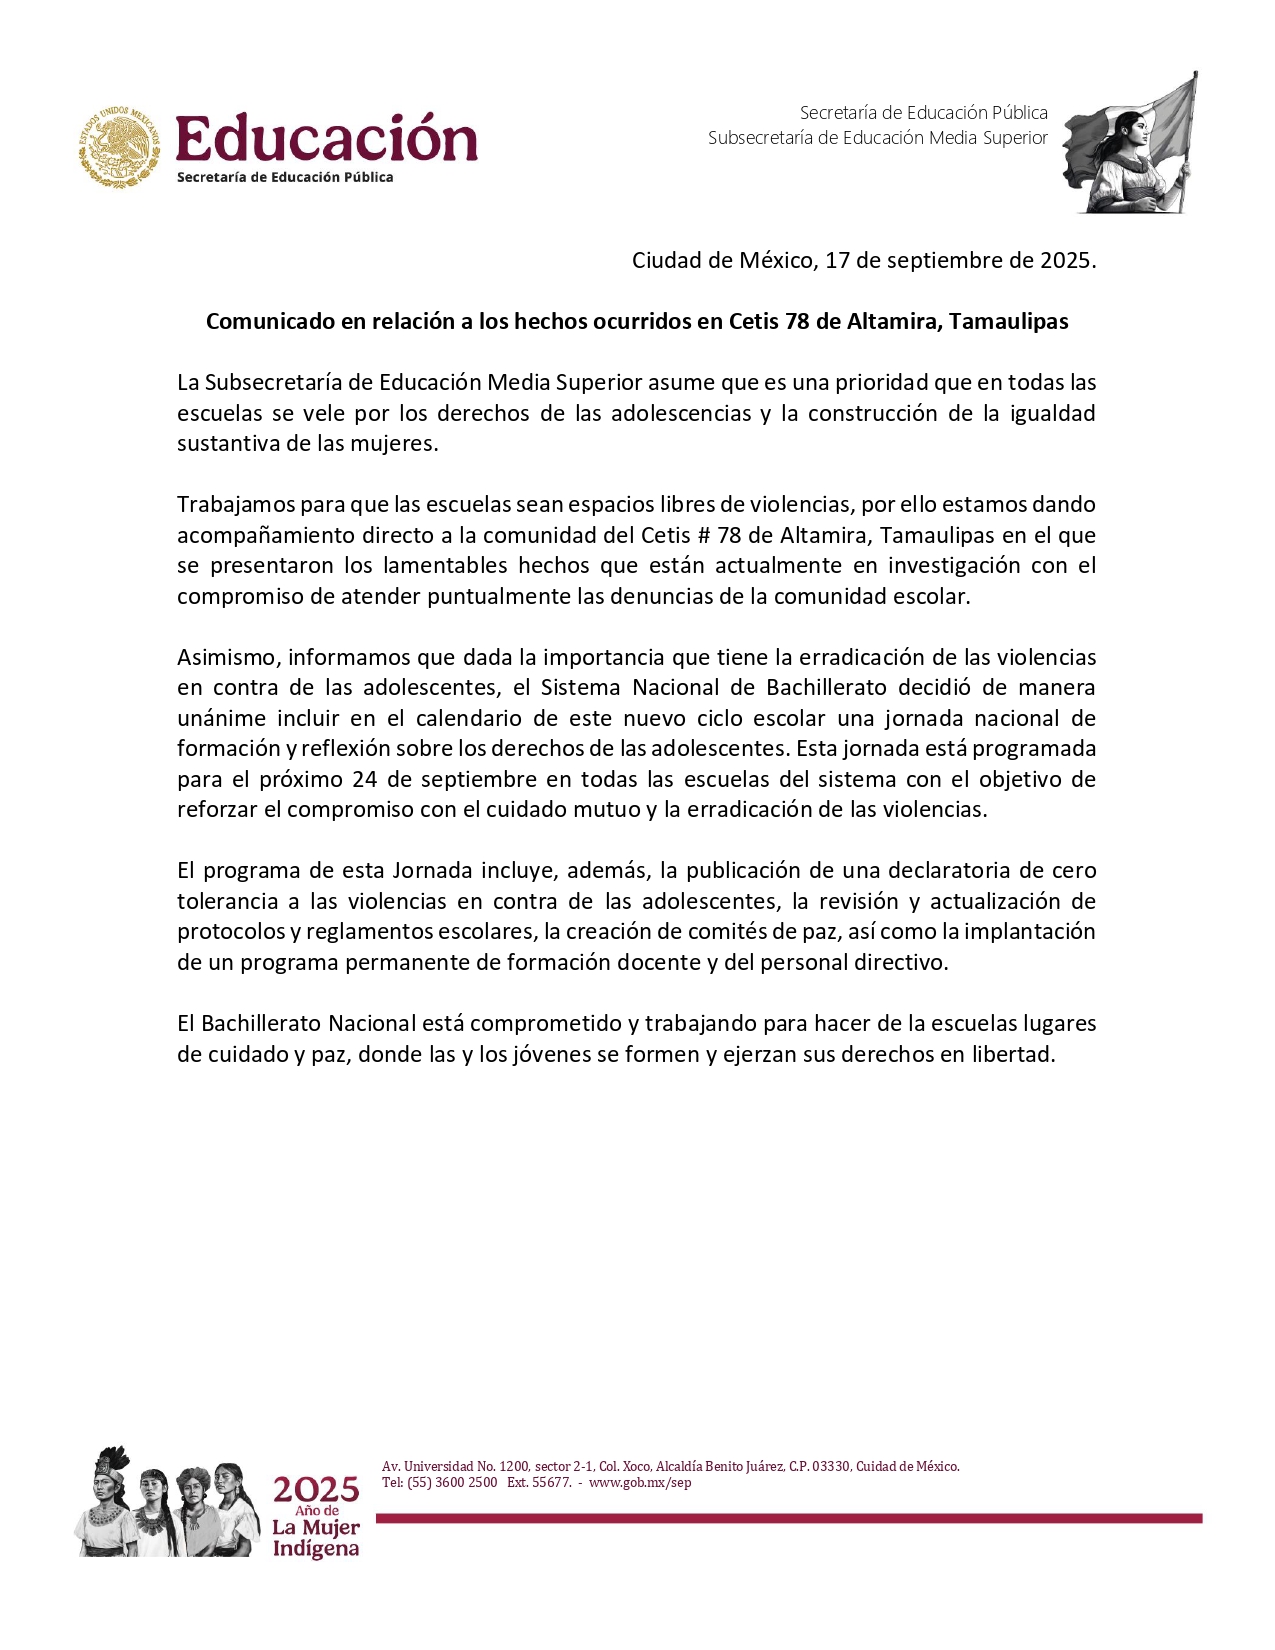 ESTADOS UNIDOS MEXICANOS
Educación
Secretaría de Educación Pública
Secretaría de Educación Pública
Subsecretaría de Educación Media Superior
Ciudad de México, 17 de septiembre de 2025.
Comunicado en relación a los hechos ocurridos en Cetis 78 de Altamira, Tamaulipas
La Subsecretaría de Educación Media Superior asume que es una prioridad que en todas las
escuelas se vele por los derechos de las adolescencias y la construcción de la igualdad
sustantiva de las mujeres.
Trabajamos para que las escuelas sean espacios libres de violencias, por ello estamos dando
acompañamiento directo a la comunidad del Cetis # 78 de Altamira, Tamaulipas en el que
se presentaron los lamentables hechos que están actualmente en investigación con el
compromiso de atender puntualmente las denuncias de la comunidad escolar.
Asimismo, informamos que dada la importancia que tiene la erradicación de las violencias
en contra de las adolescentes, el Sistema Nacional de Bachillerato decidió de manera
unánime incluir en el calendario de este nuevo ciclo escolar una jornada nacional de
formación y reflexión sobre los derechos de las adolescentes. Esta jornada está programada
para el próximo 24 de septiembre en todas las escuelas del sistema con el objetivo de
reforzar el compromiso con el cuidado mutuo y la erradicación de las violencias.
El programa de esta Jornada incluye, además, la publicación de una declaratoria de cero
tolerancia a las violencias en contra de las adolescentes, la revisión y actualización de
protocolos y reglamentos escolares, la creación de comités de paz, así como la implantación
de un programa permanente de formación docente y del personal directivo.
El Bachillerato Nacional está comprometido y trabajando para hacer de la escuelas lugares
de cuidado y paz, donde las y los jóvenes se formen y ejerzan sus derechos en libertad.
2025
Año de
La Mujer
Indígena
Av. Universidad No. 1200, sector 2-1, Col. Xoco, Alcaldía Benito Juárez, C.P. 03330, Cuidad de México.
Tel: (55) 3600 2500 Ext. 55677. - www.gob.mx/sep